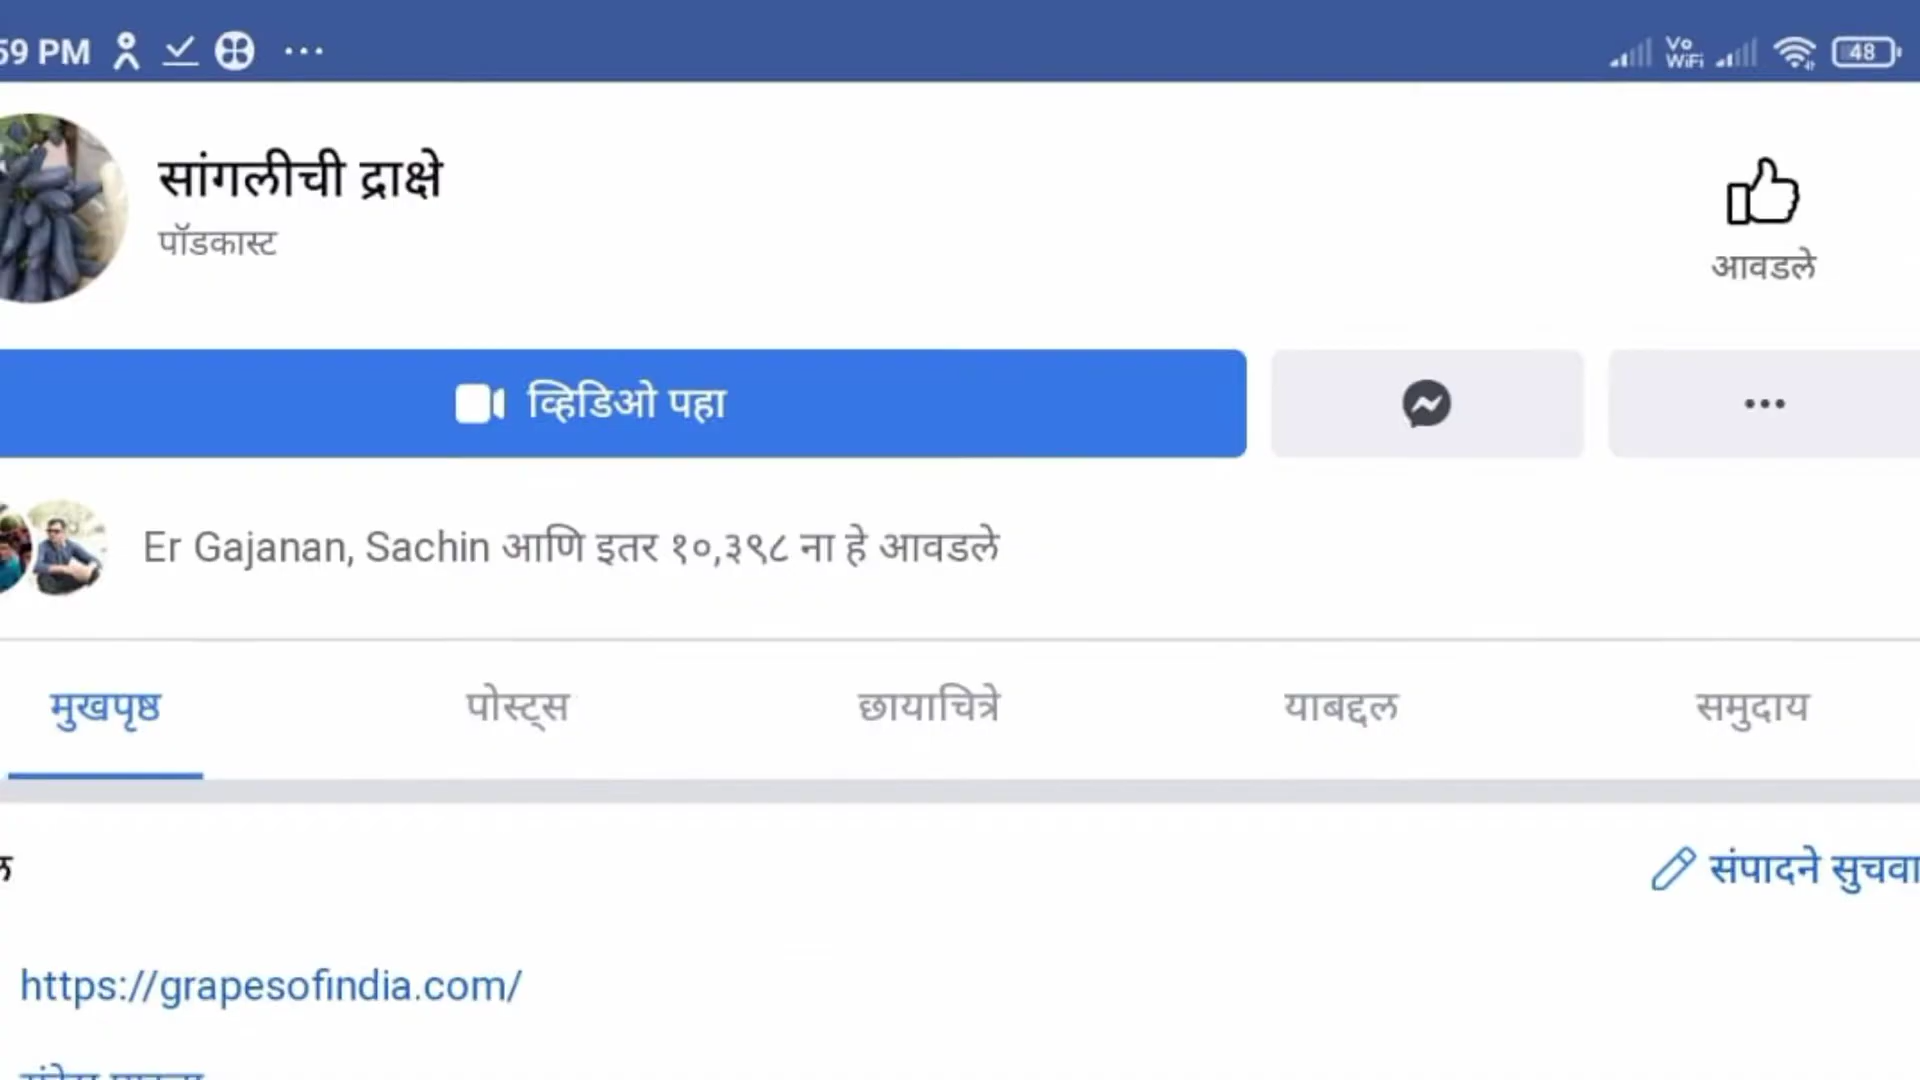 59 PM
Vo WiFi 48
सांगलीची द्राक्षे
पॉडकास्ट
आवडले
व्हिडिओ पहा
Er Gajanan, Sachin आणि इतर १०,३९८ ना हे आवडले
मुखपृष्ठ पोस्ट्स छायाचित्रे याबद्दल समुदाय
संपादने सुचवा
https://grapesofindia.com/